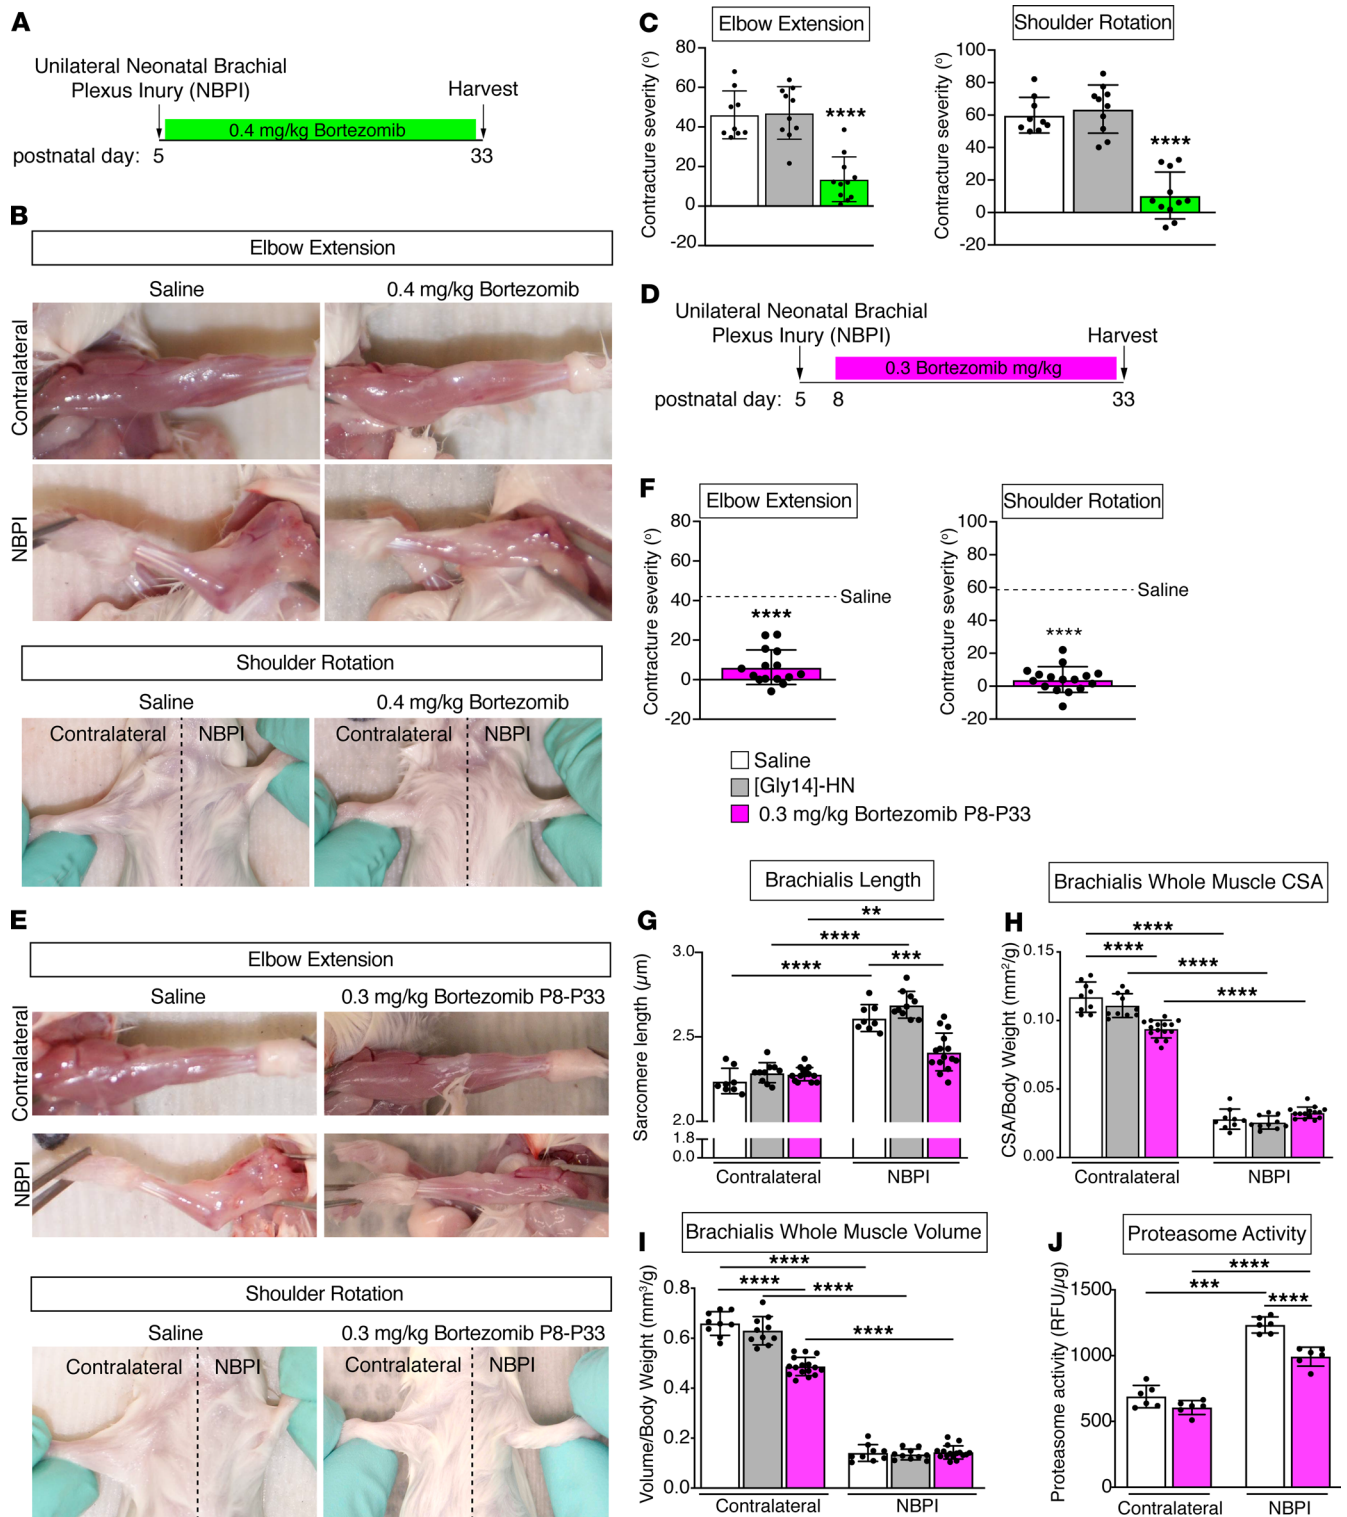 A
Unilateral Neonatal Brachial
Plexus Inury (NBPI)
Harvest
0.4 mg/kg Bortezomib
postnatal day: 5 33
B
Elbow Extension
Saline 0.4 mg/kg Bortezomib
Contralateral
NBPI
Shoulder Rotation
Saline 0.4 mg/kg Bortezomib
Contralateral NBPI Contralateral NBPI
C
Elbow Extension
Contracture severity (º)
80
60
40
20
0
-20
****
Shoulder Rotation
Contracture severity (º)
100
80
60
40
20
0
-20
****
D
Unilateral Neonatal Brachial
Plexus Inury (NBPI)
Harvest
0.3 Bortezomib mg/kg
postnatal day: 5 8 33
E
Elbow Extension
Saline 0.3 mg/kg Bortezomib P8-P33
Contralateral
NBPI
Shoulder Rotation
Saline 0.3 mg/kg Bortezomib P8-P33
Contralateral NBPI Contralateral NBPI
F
Elbow Extension
Contracture severity (º)
80
60
40
20
0
-20
Saline
****
Shoulder Rotation
Contracture severity (º)
100
80
60
40
20
0
-20
Saline
****
Saline
[Gly14]-HN
0.3 mg/kg Bortezomib P8-P33
G
Brachialis Length
Sarcomere length (µm)
3.0
2.5
2.0
1.8
0.0
**
****
****
***
Contralateral NBPI
H
Brachialis Whole Muscle CSA
CSA/Body Weight (mm²/g)
0.15
0.10
0.05
0.00
****
****
****
****
Contralateral NBPI
I
Brachialis Whole Muscle Volume
Volume/Body Weight (mm³/g)
0.8
0.6
0.4
0.2
0.0
****
**** ****
****
Contralateral NBPI
J
Proteasome Activity
Proteasome activity (RFU/µg)
1500
1000
500
0
****
***
****
Contralateral NBPI